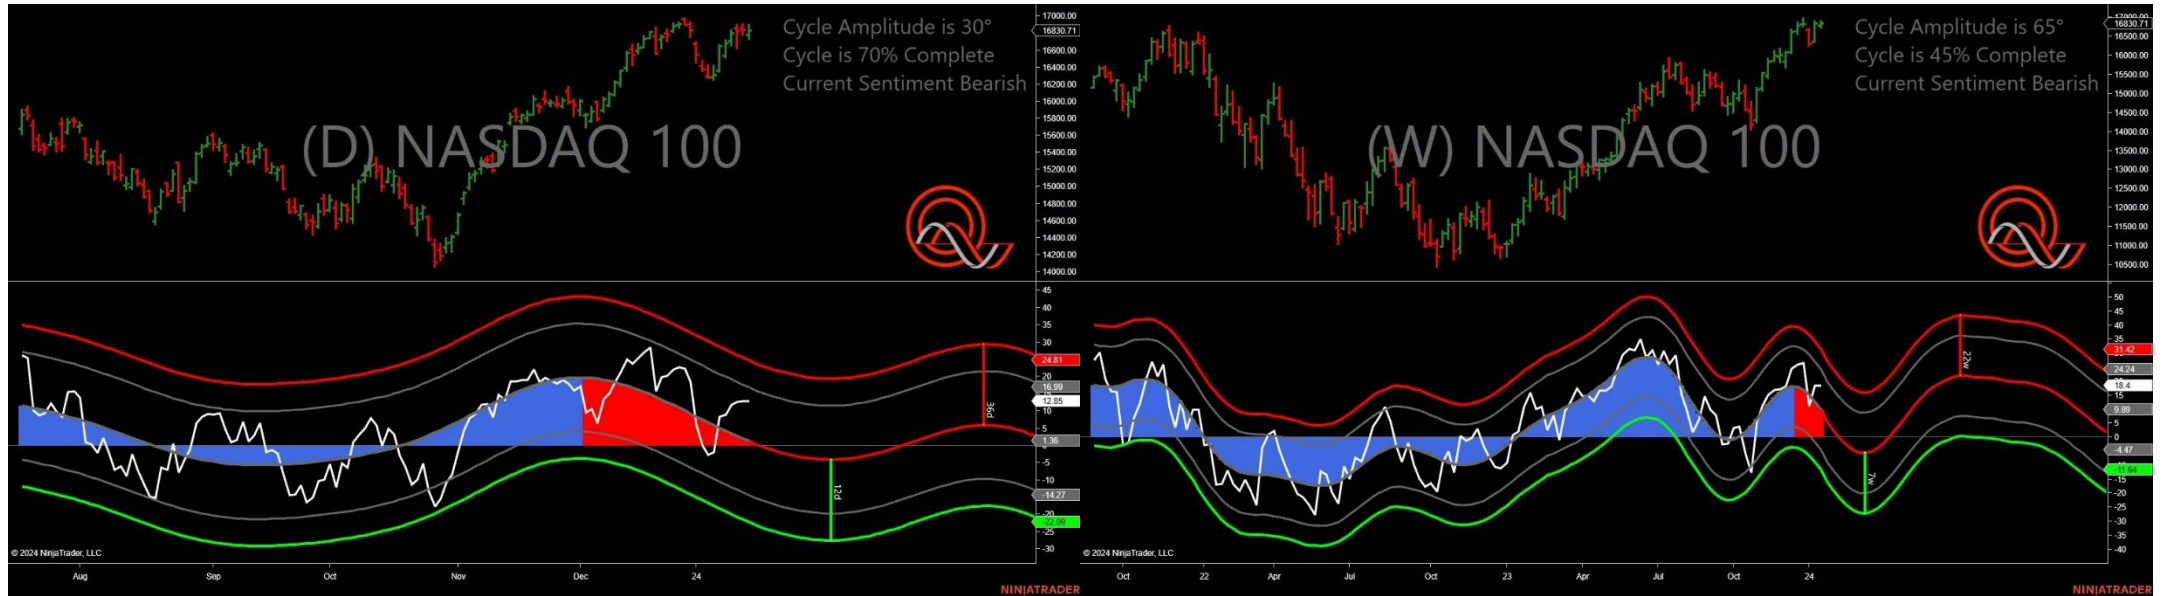 Cycle Amplitude is 30°
Cycle is 70% Complete
Current Sentiment Bearish
(D) NASDAQ 100
17000.00
16830.71
16600.00
16400.00
16200.00
16000.00
15800.00
15600.00
15400.00
15200.00
15000.00
14800.00
14600.00
14400.00
14200.00
14000.00
45
40
35
30
24.81
20
16.99
12.85
10
5
1.36
-5
-10
-14.27
-20
-22.09
-25
-30
36d
12d
© 2024 NinjaTrader, LLC
Aug
Sep
Oct
Nov
Dec
24
NINJATRADER
Cycle Amplitude is 65°
Cycle is 45% Complete
Current Sentiment Bearish
(W) NASDAQ 100
17000.00
16830.71
16500.00
16000.00
15500.00
15000.00
14500.00
14000.00
13500.00
13000.00
12500.00
12000.00
11500.00
11000.00
10500.00
50
45
40
35
31.42
24.24
18.4
15
9.89
5
0
-4.47
-11.64
-15
-20
-25
-30
-35
-40
22w
7w
© 2024 NinjaTrader, LLC
Oct
22
Apr
Jul
Oct
23
Apr
Jul
Oct
24
NINJATRADER